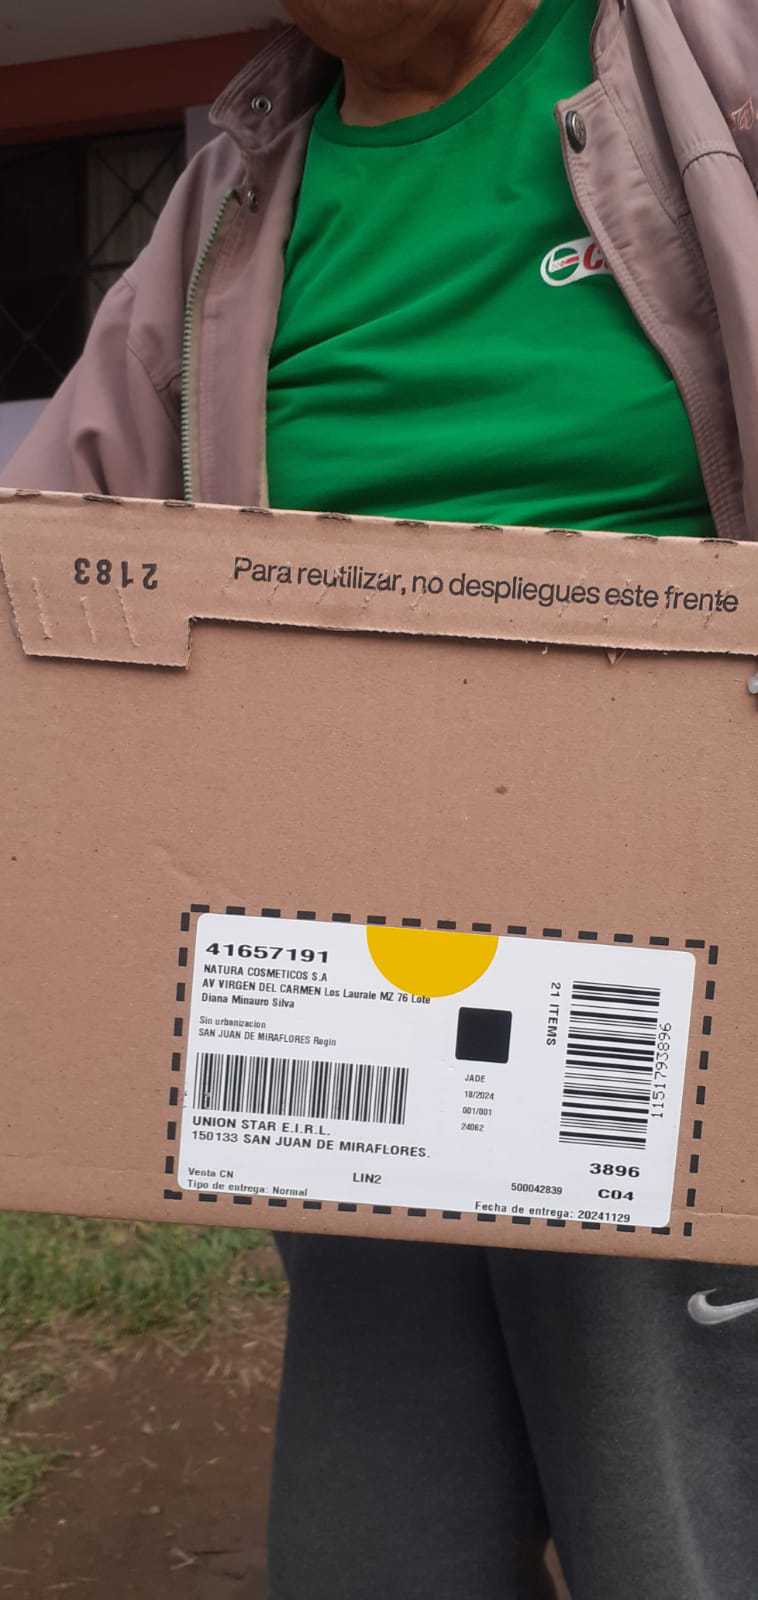 2183
Para reutilizar, no despliegues este frente
41657191
NATURA COSMETICOS S.A
AV VIRGEN DEL CARMEN Los Laurale MZ 76 Lote
Diana Minauro Silva
Sin urbanizacion
SAN JUAN DE MIRAFLORES Regin
21 ITEMS
JADE
18/2024
001/001
24062
1151793896
UNION STAR E.I.R.L.
150133 SAN JUAN DE MIRAFLORES.
3896
Venta CN
LIN2
500042839
C04
Tipo de entrega: Normal
Fecha de entrega: 20241129